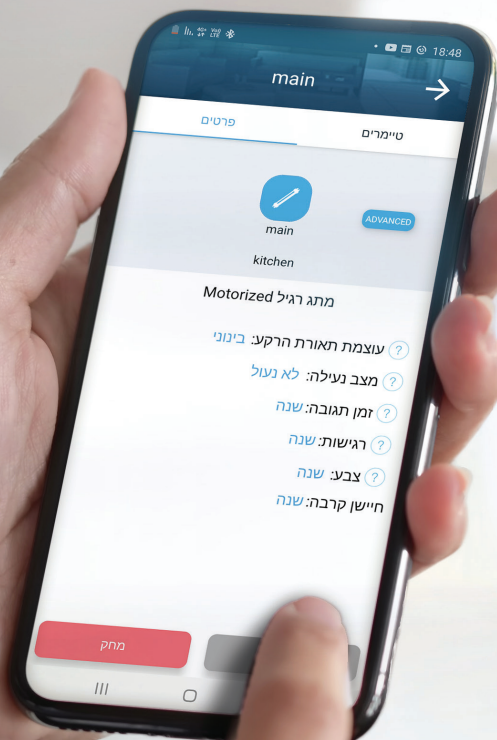 18:48
main
טיימרים
פרטים
ADVANCED
main
kitchen
מתג רגיל Motorized
? עוצמת תאורת הרקע: בינוני
? מצב נעילה: לא נעול
? זמן תגובה: שנה
? רגישות: שנה
? צבע: שנה
חיישן קרבה: שנה
מחק